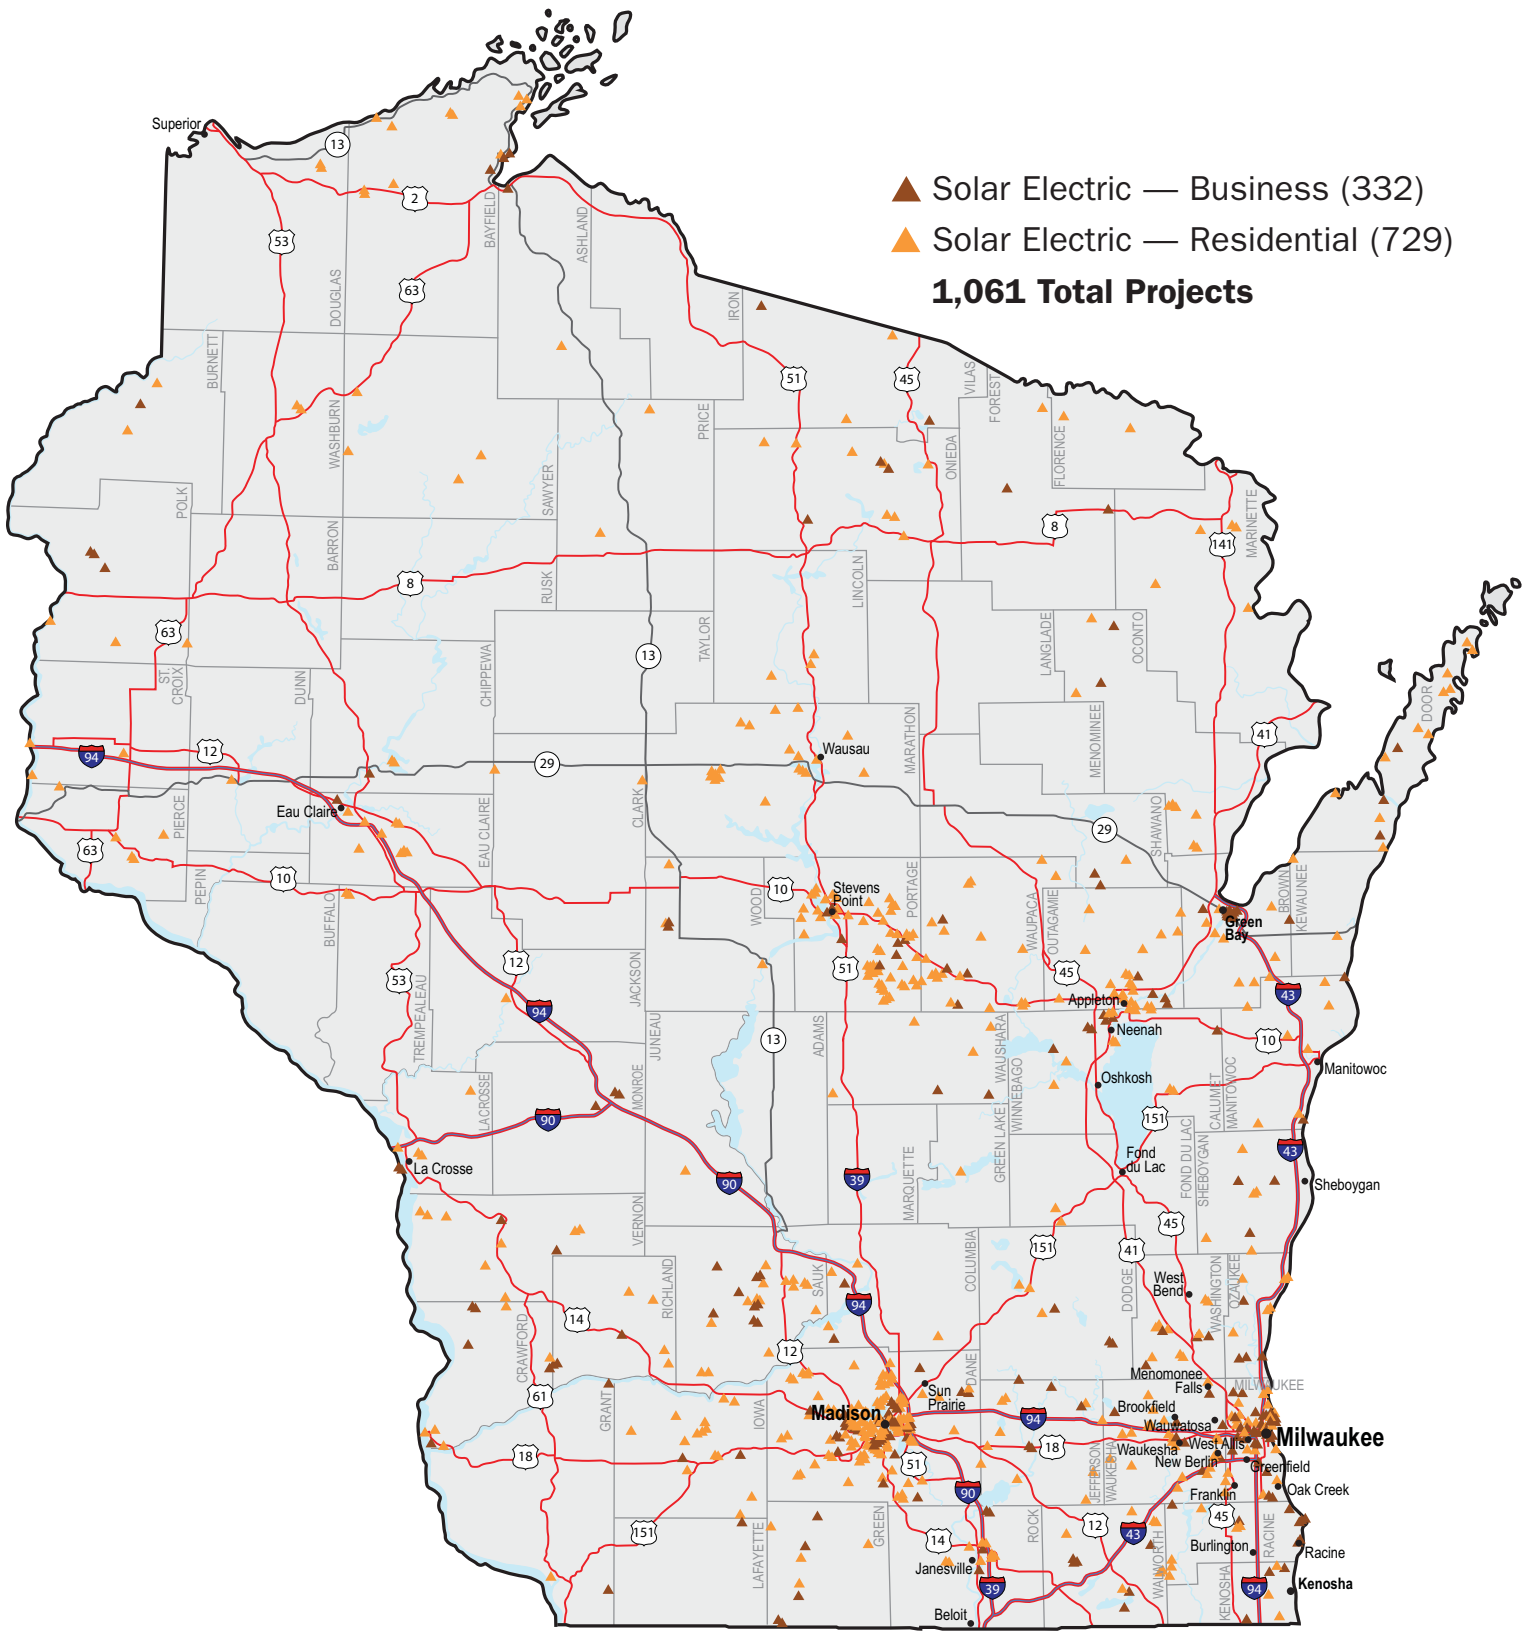 Superior
13
2
53
63
BAYFIELD
ASHLAND
DOUGLAS
IRON
Solar Electric — Business (332)
Solar Electric — Residential (729)
1,061 Total Projects
BURNETT
51
45
VILAS
FOREST
WASHBURN
PRICE
ONIEDA
FLORENCE
POLK
SAWYER
MARINETTE
BARRON
8
141
8
RUSK
LINCOLN
63
TAYLOR
13
LANGLADE
OCONTO
ST.
CROIX
DUNN
CHIPPEWA
DOOR
94
12
29
Wausau
MARATHON
MENOMINEE
41
Eau Claire
PIERCE
EAU CLAIRE
CLARK
SHAWANO
29
63
10
PEPIN
BUFFALO
WOOD
10
Stevens
Point
PORTAGE
WAUPACA
OUTAGAMIE
BROWN
KEWAUNEE
Green
Bay
53
12
JACKSON
51
45
TREMPEALEAU
94
Appleton
43
JUNEAU
13
ADAMS
WAUSHARA
Neenah
10
Manitowoc
LACROSSE
MONROE
Oshkosh
WINNEBAGO
CALUMET
MANITOWOC
90
151
GREEN LAKE
Fond
du Lac
FOND DU LAC
SHEBOYGAN
43
La Crosse
90
39
MARQUETTE
Sheboygan
VERNON
45
151
41
RICHLAND
SAUK
COLUMBIA
DODGE
West
Bend
WASHINGTON
OZAUKEE
94
14
CRAWFORD
12
DANE
Menomonee
Falls
MILWAUKEE
61
GRANT
IOWA
Sun
Prairie
Madison
94
Brookfield
Wauwatosa
Milwaukee
18
51
18
JEFFERSON
WAUKESHA
Waukesha
West Allis
New Berlin
Greenfield
90
Franklin
Oak Creek
151
LAFAYETTE
GREEN
14
ROCK
12
43
45
WALWORTH
RACINE
Burlington
Racine
Janesville
39
KENOSHA
94
Kenosha
Beloit